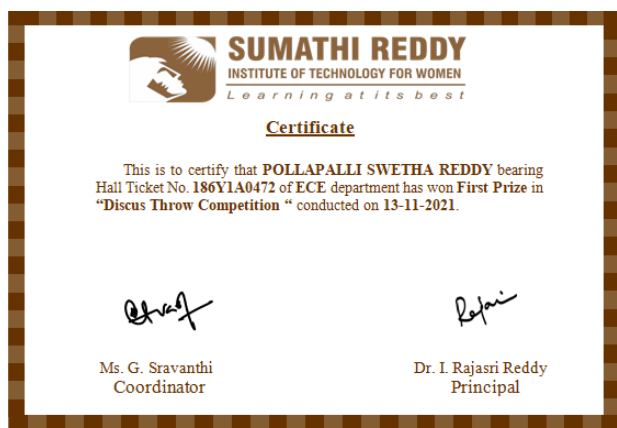 SUMATHI REDDY
INSTITUTE OF TECHNOLOGY FOR WOMEN
Learning at its best
Certificate
This is to certify that POLLAPALLI SWETHA REDDY bearing
Hall Ticket No. 186Y1A0472 of ECE department has won First Prize in
“Discus Throw Competition “ conducted on 13-11-2021.
Ms. G. Sravanthi
Coordinator
Dr. I. Rajasri Reddy
Principal